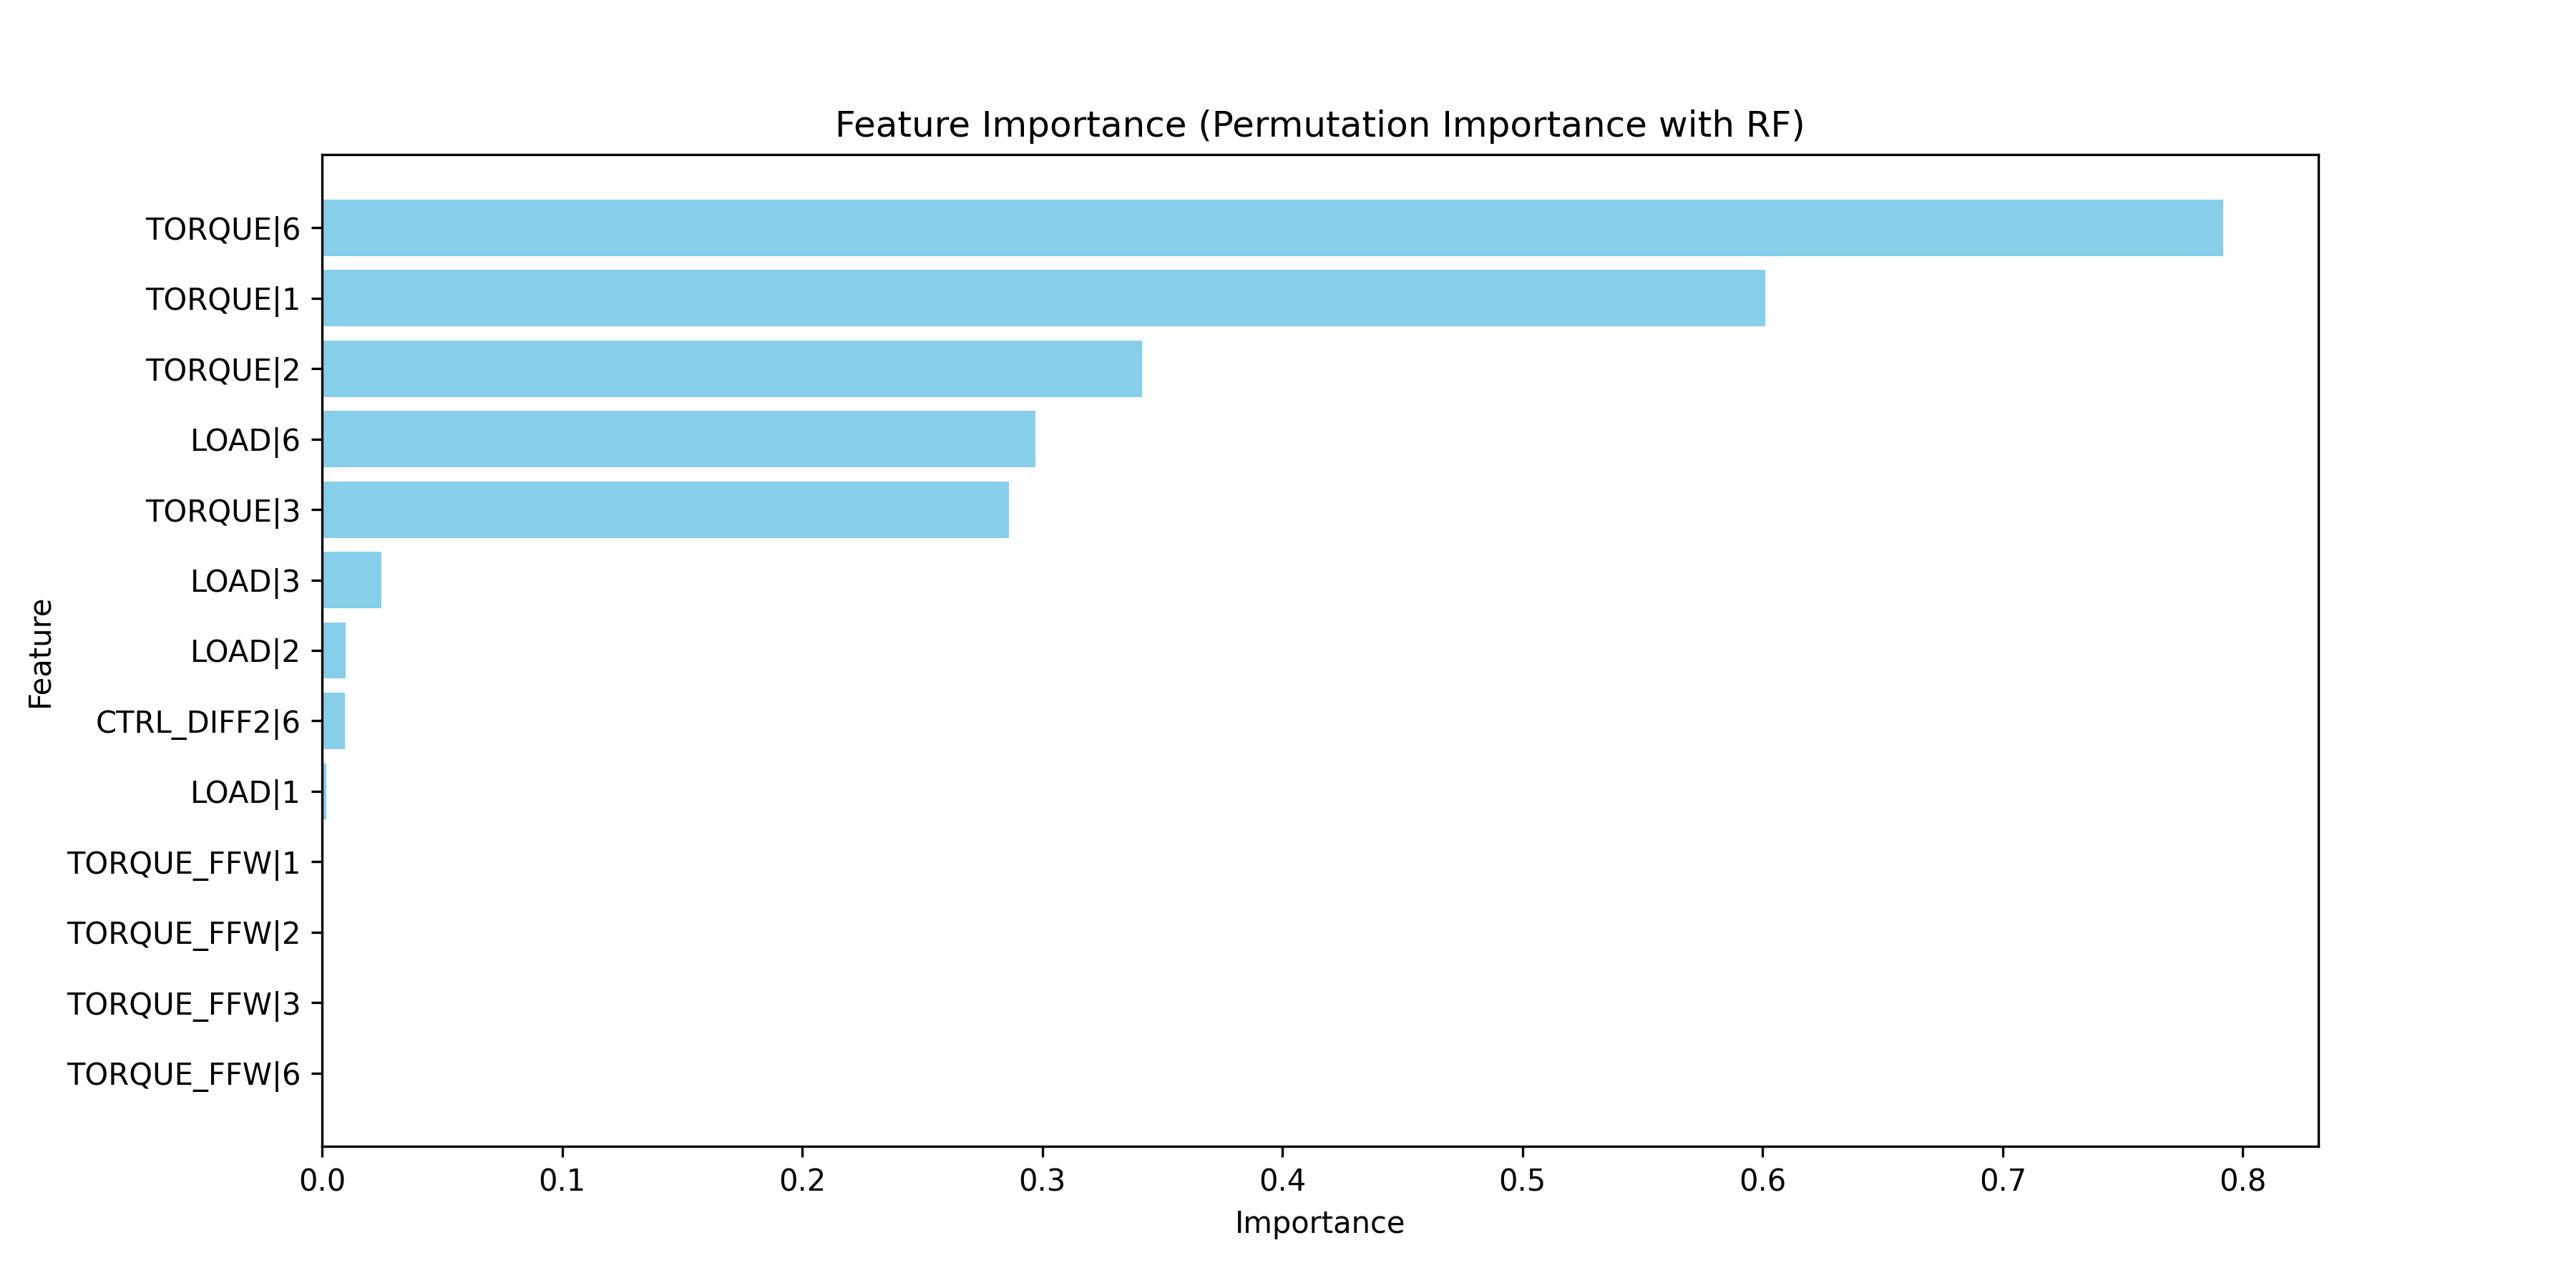 Feature Importance (Permutation Importance with RF)
TORQUE|6
TORQUE|1
TORQUE|2
LOAD|6
TORQUE|3
LOAD|3
LOAD|2
CTRL_DIFF2|6
LOAD|1
TORQUE_FFW|1
TORQUE_FFW|2
TORQUE_FFW|3
TORQUE_FFW|6
Feature
0.0 0.1 0.2 0.3 0.4 0.5 0.6 0.7 0.8
Importance